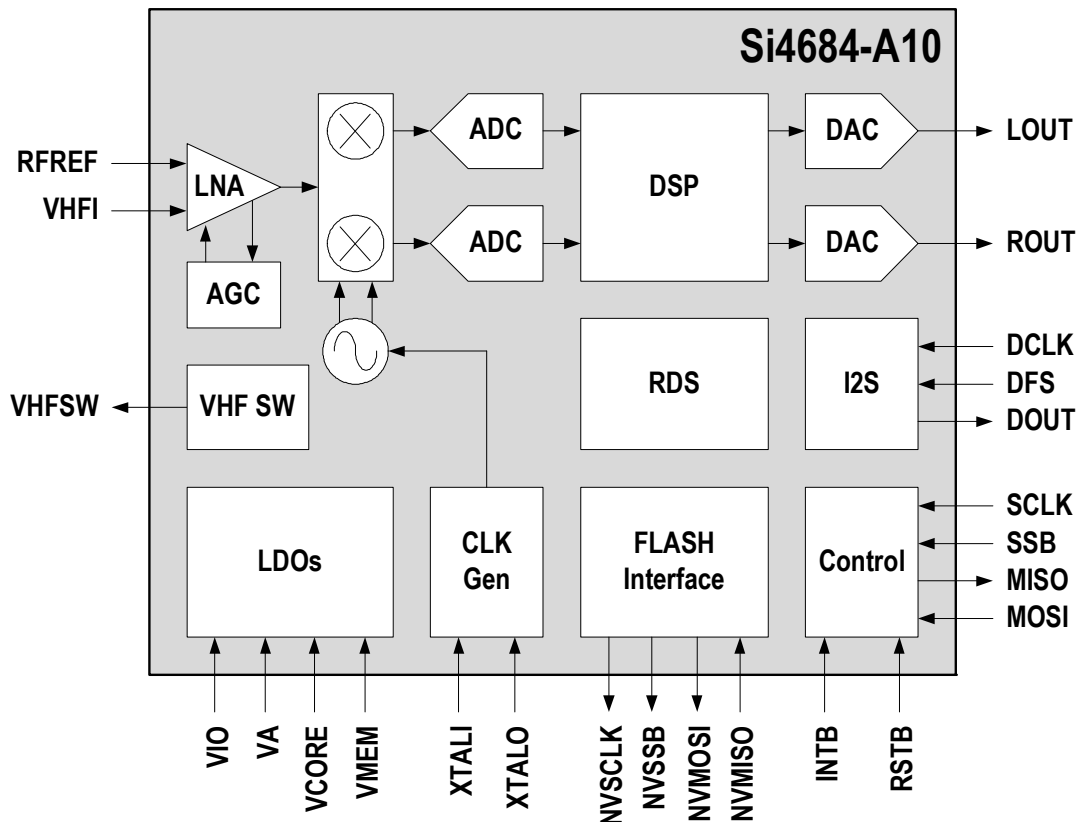 Si4684-A10
RFREF
VHFI
LNA
AGC
ADC
ADC
DSP
DAC
DAC
LOUT
ROUT
VHFSW
VHF SW
RDS
I2S
DCLK
DFS
DOUT
LDOs
CLK
Gen
FLASH
Interface
Control
SCLK
SSB
MISO
MOSI
VIO
VA
VCORE
VMEM
XTALI
XTALO
NVSCLK
NVSSB
NVMOSI
NVMISO
INTB
RSTB